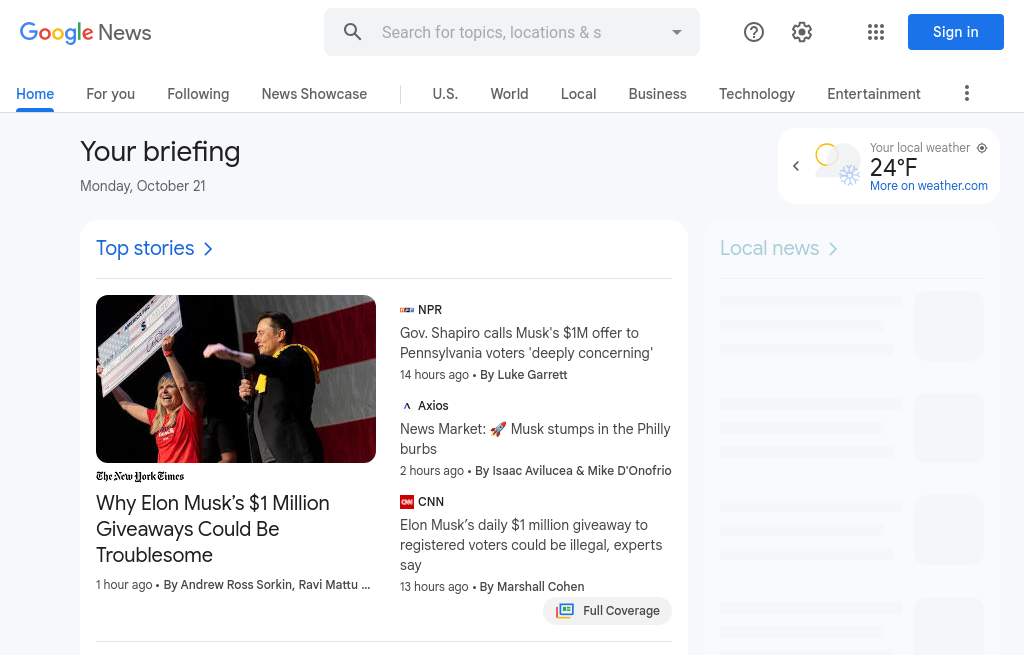 Google News
Search for topics, locations & s
Sign in
Home
For you
Following
News Showcase
U.S.
World
Local
Business
Technology
Entertainment
Your briefing
Monday, October 21
Your local weather
24°F
More on weather.com
Top stories
Local news
The New York Times
Why Elon Musk’s $1 Million
Giveaways Could Be
Troublesome
1 hour ago • By Andrew Ross Sorkin, Ravi Mattu ...
NPR
Gov. Shapiro calls Musk's $1M offer to
Pennsylvania voters 'deeply concerning'
14 hours ago • By Luke Garrett
Axios
News Market: 🚀 Musk stumps in the Philly
burbs
2 hours ago • By Isaac Avilucea & Mike D'Onofrio
CNN
Elon Musk’s daily $1 million giveaway to
registered voters could be illegal, experts
say
13 hours ago • By Marshall Cohen
Full Coverage